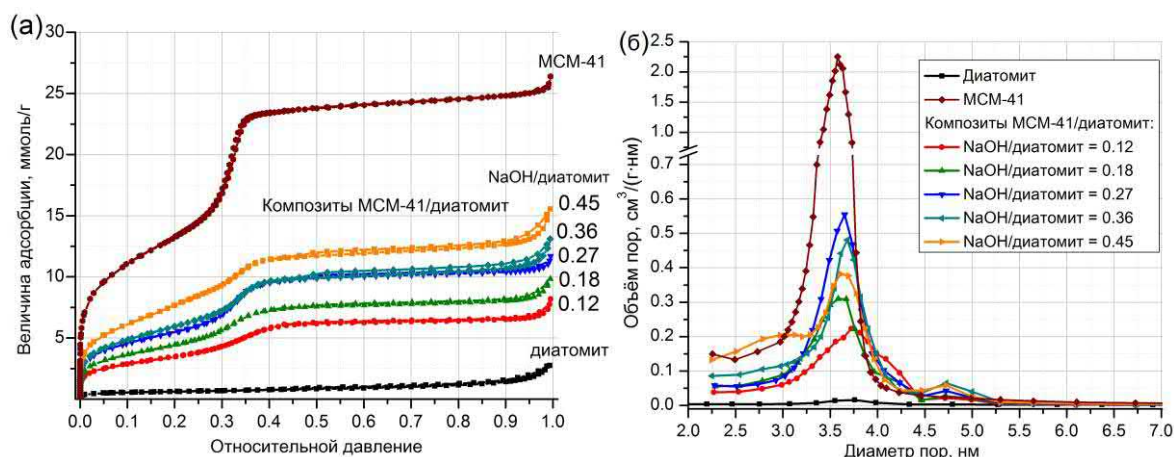 (а)
Величина адсорбции, ммоль/г
30
25
20
15
10
5
МСМ-41
NaOH/диатомит
Композиты МСМ-41/диатомит
0.45
0.36
0.27
0.18
0.12
диатомит
0.0 0.1 0.2 0.3 0.4 0.5 0.6 0.7 0.8 0.9 1.0
Относительной давление
(б)
Объём пор, см³/(г·нм)
2.5
2.0
1.5
1.0
0.7
0.6
0.5
0.4
0.3
0.2
0.1
0.0
Диатомит
МСМ-41
Композиты МСМ-41/диатомит:
NaOH/диатомит = 0.12
NaOH/диатомит = 0.18
NaOH/диатомит = 0.27
NaOH/диатомит = 0.36
NaOH/диатомит = 0.45
2.0 2.5 3.0 3.5 4.0 4.5 5.0 5.5 6.0 6.5 7.0
Диаметр пор, нм